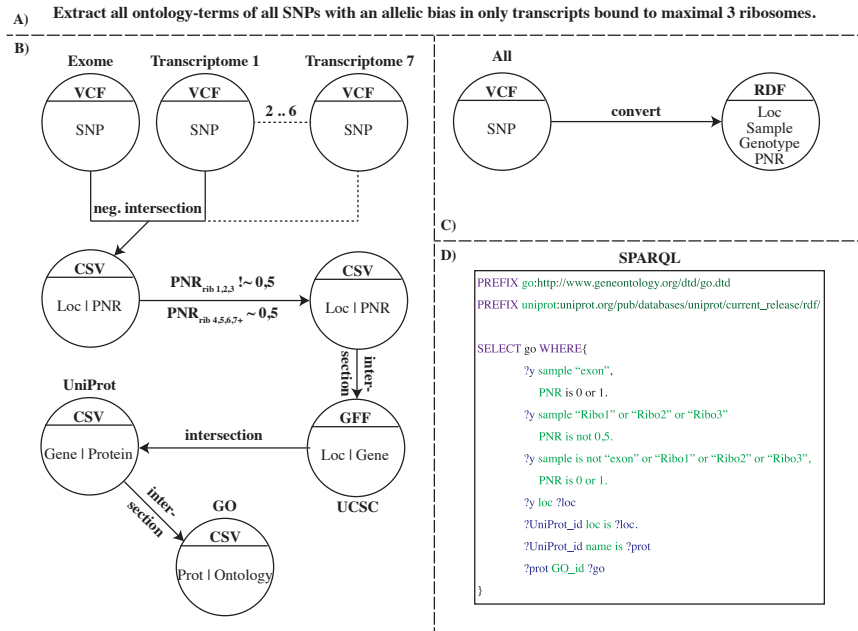 A) Extract all ontology-terms of all SNPs with an allelic bias in only transcripts bound to maximal 3 ribosomes.
B)
Exome Transcriptome 1 Transcriptome 7
VCF VCF VCF
2 .. 6
SNP SNP SNP
neg. intersection
CSV CSV
PNR rib 1,2,3 !~ 0,5
Loc | PNR Loc | PNR
PNR rib 4,5,6,7+ ~ 0,5
inter-
section
UniProt
CSV GFF
intersection
Gene | Protein Loc | Gene
UCSC
inter-
section
GO
CSV
Prot | Ontology
All
VCF RDF
convert
SNP Loc
Sample
Genotype
PNR
C)
D)
SPARQL
PREFIX go:http://www.geneontology.org/dtd/go.dtd
PREFIX uniprot:uniprot.org/pub/databases/uniprot/current_release/rdf/
SELECT go WHERE{
?y sample “exon”,
PNR is 0 or 1.
?y sample “Ribo1” or “Ribo2” or “Ribo3”
PNR is not 0,5.
?y sample is not “exon” or “Ribo1” or “Ribo2” or “Ribo3”,
PNR is 0 or 1.
?y loc ?loc
?UniProt_id loc is ?loc.
?UniProt_id name is ?prot
?prot GO_id ?go
}